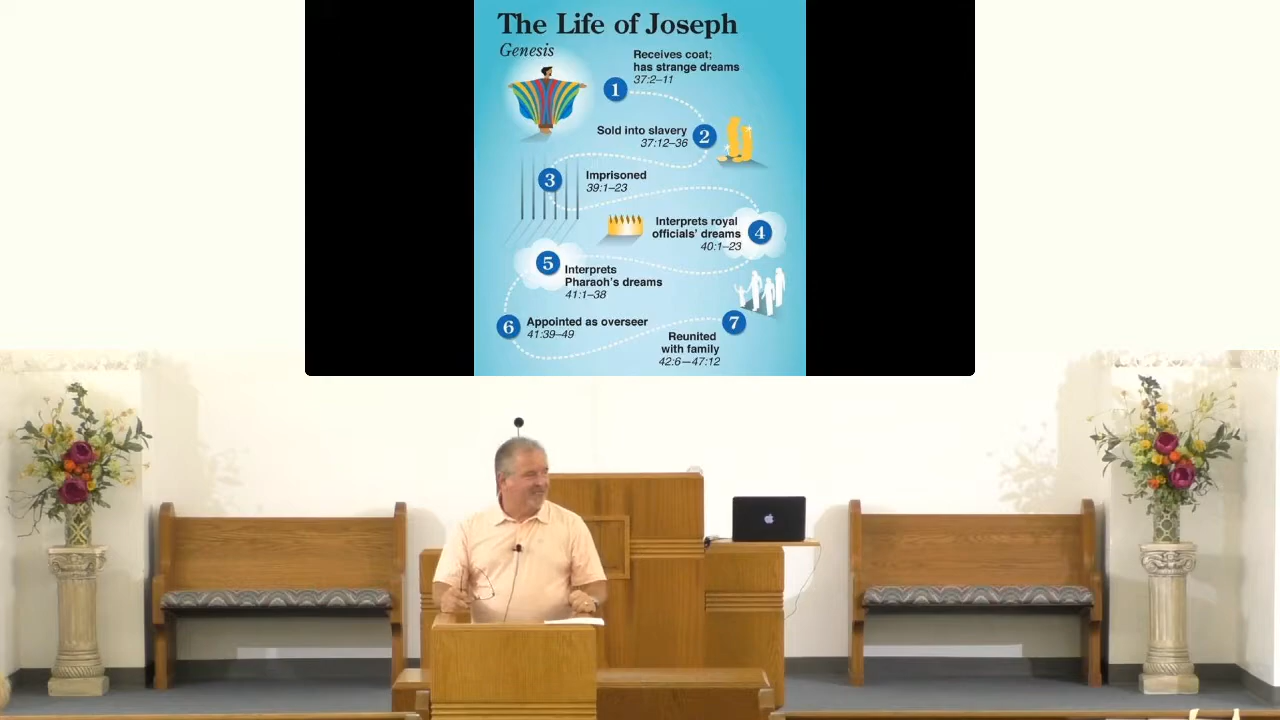 The Life of Joseph
Genesis
Receives coat;
has strange dreams
37:2–11
1
Sold into slavery
37:12–36
2
3
Imprisoned
39:1–23
Interprets royal
officials' dreams
40:1–23
4
5
Interprets
Pharaoh's dreams
41:1–38
6
Appointed as overseer
41:39–49
7
Reunited
with family
42:6—47:12